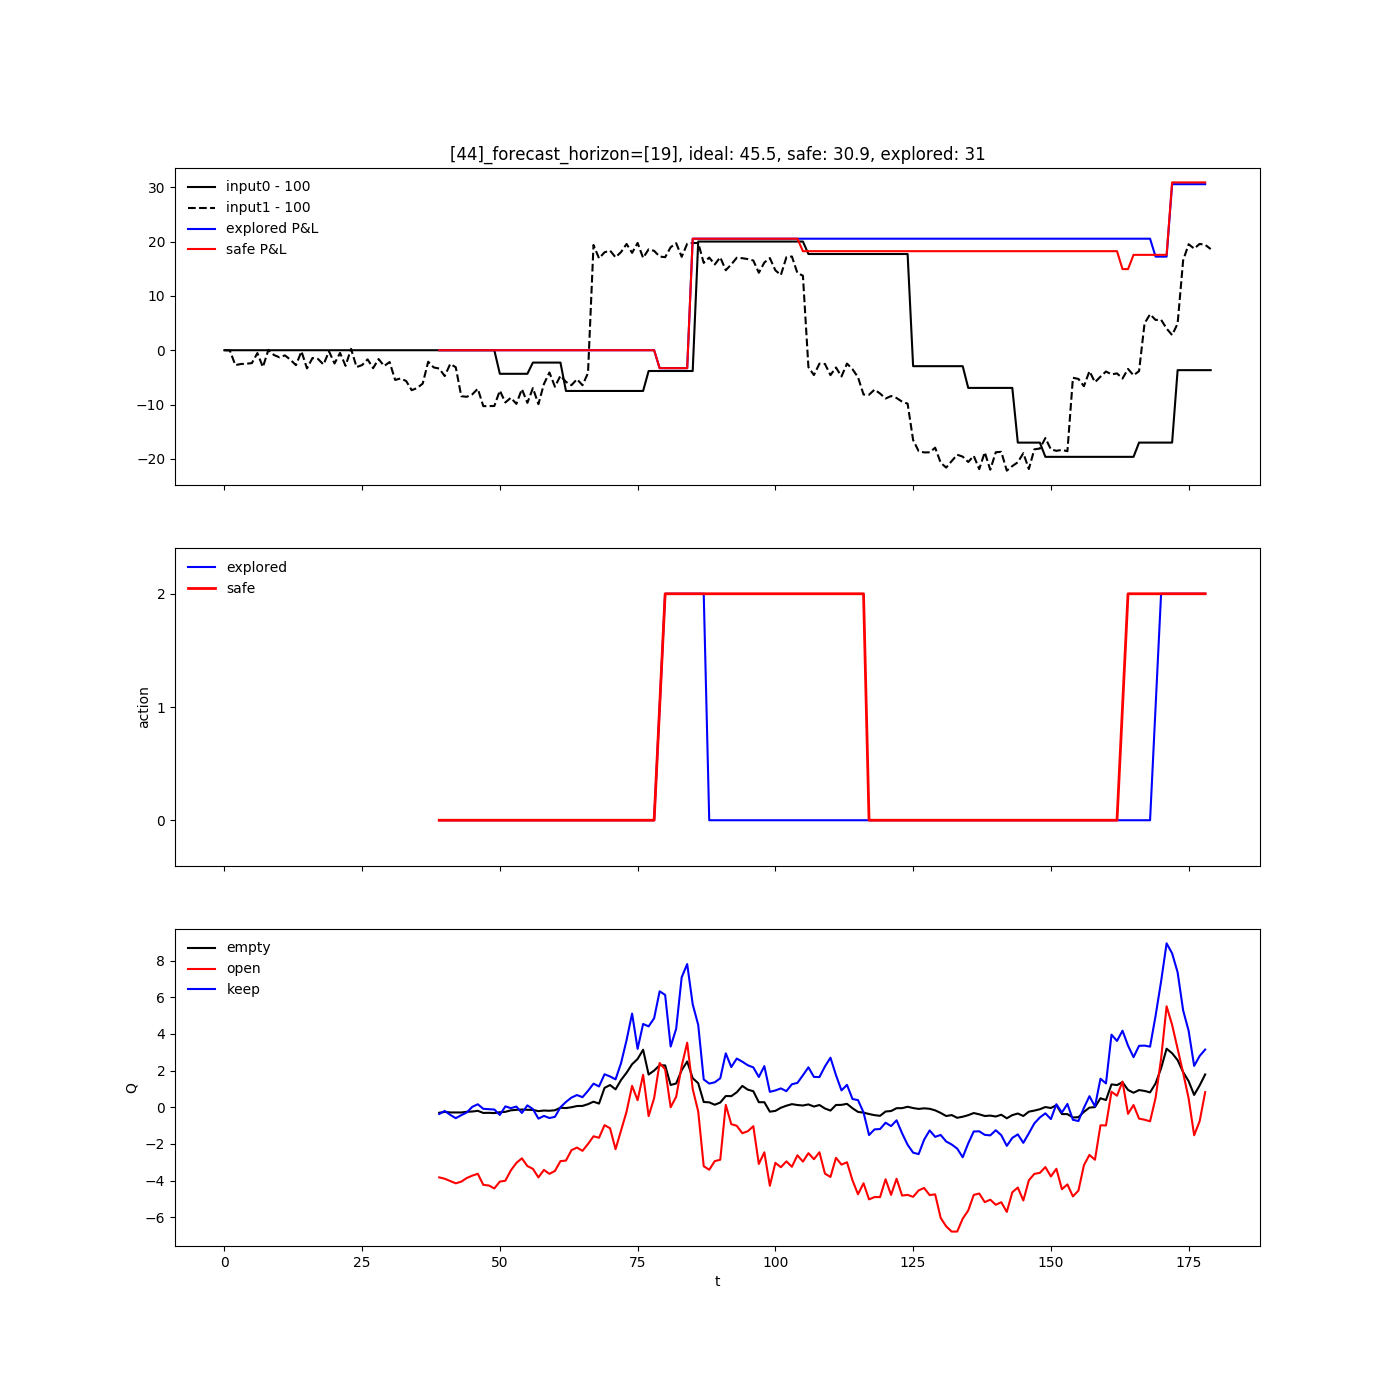 [44]_forecast_horizon=[19], ideal: 45.5, safe: 30.9, explored: 31
input0 - 100
input1 - 100
explored P&L
safe P&L
30
20
10
0
−10
−20
explored
safe
2
1
0
action
empty
open
keep
8
6
4
2
0
−2
−4
−6
Q
0 25 50 75 100 125 150 175
t